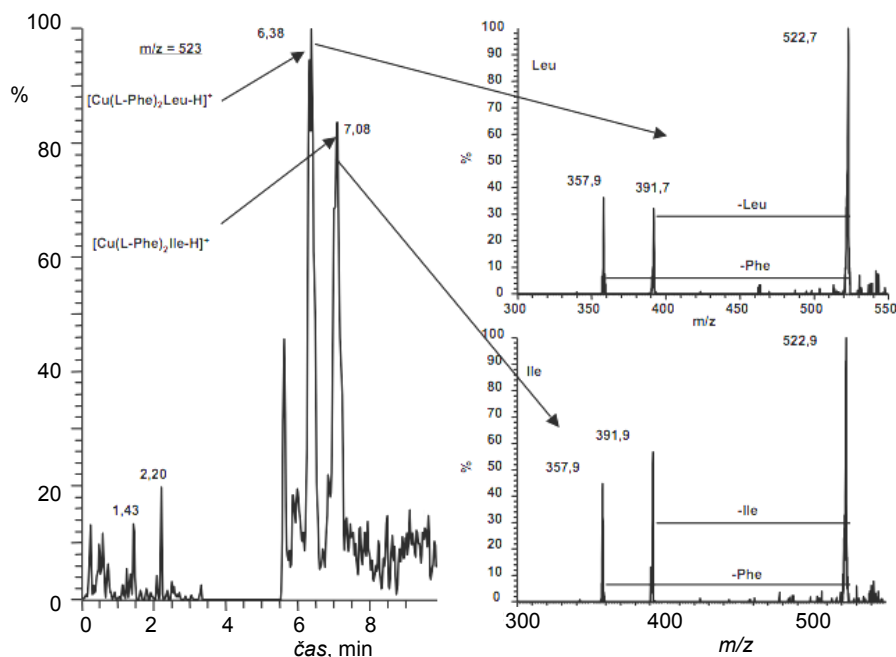 100
80
60
40
20
0
%
m/z = 523
6,38
[Cu(L-Phe)₂Leu-H]⁺
7,08
[Cu(L-Phe)₂Ile-H]⁺
2,20
1,43
0 2 4 6 8
čas, min
100
90
80
70
60
50
40
30
20
10
0
%
Leu
522,7
357,9
391,7
-Leu
-Phe
300 350 400 450 500 550
m/z
100
90
80
70
60
50
40
30
20
10
0
%
Ile
522,9
391,9
357,9
-Ile
-Phe
300 400 500
m/z